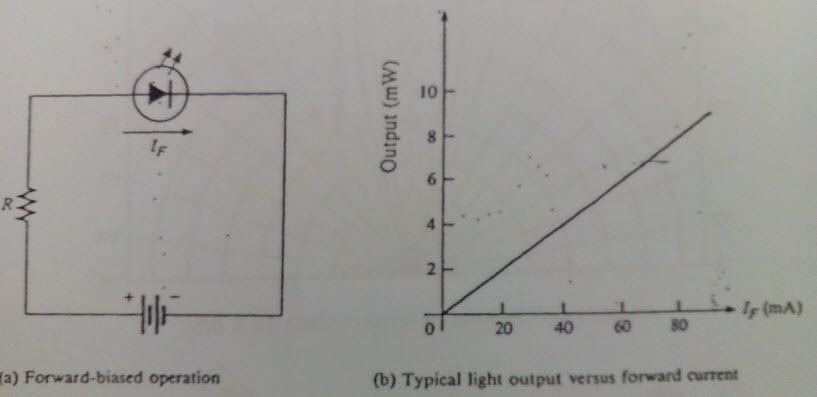 I_F
R
+ −
(a) Forward-biased operation
Output (mW)
10
8
6
4
2
0 20 40 60 80
I_F (mA)
(b) Typical light output versus forward current